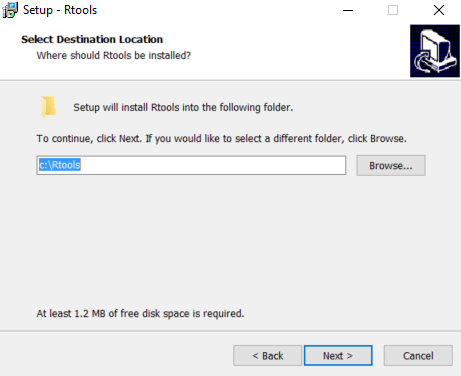 Setup - Rtools
Select Destination Location
Where should Rtools be installed?
Setup will install Rtools into the following folder.
To continue, click Next. If you would like to select a different folder, click Browse.
c:\Rtools
Browse...
At least 1.2 MB of free disk space is required.
< Back
Next >
Cancel